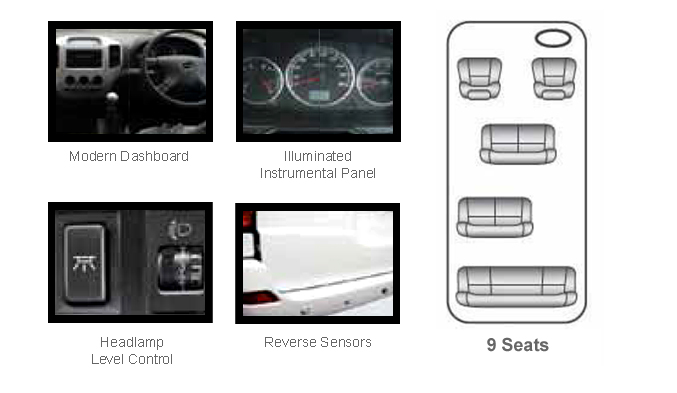 Modern Dashboard
Illuminated
Instrumental Panel
Headlamp
Level Control
Reverse Sensors
9 Seats